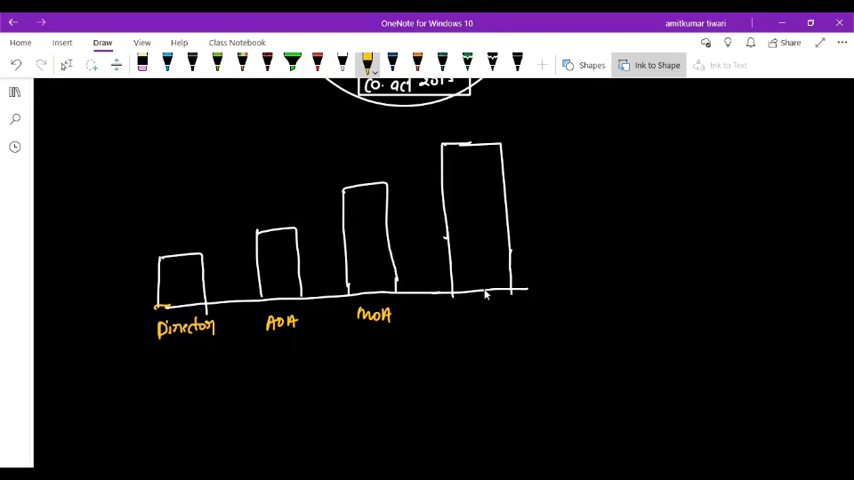 OneNote for Windows 10
amitkumar tiwari
Home Insert Draw View Help Class Notebook
Share
Shapes Ink to Shape Ink to Text
Co. act 2013
Director AOA MOA